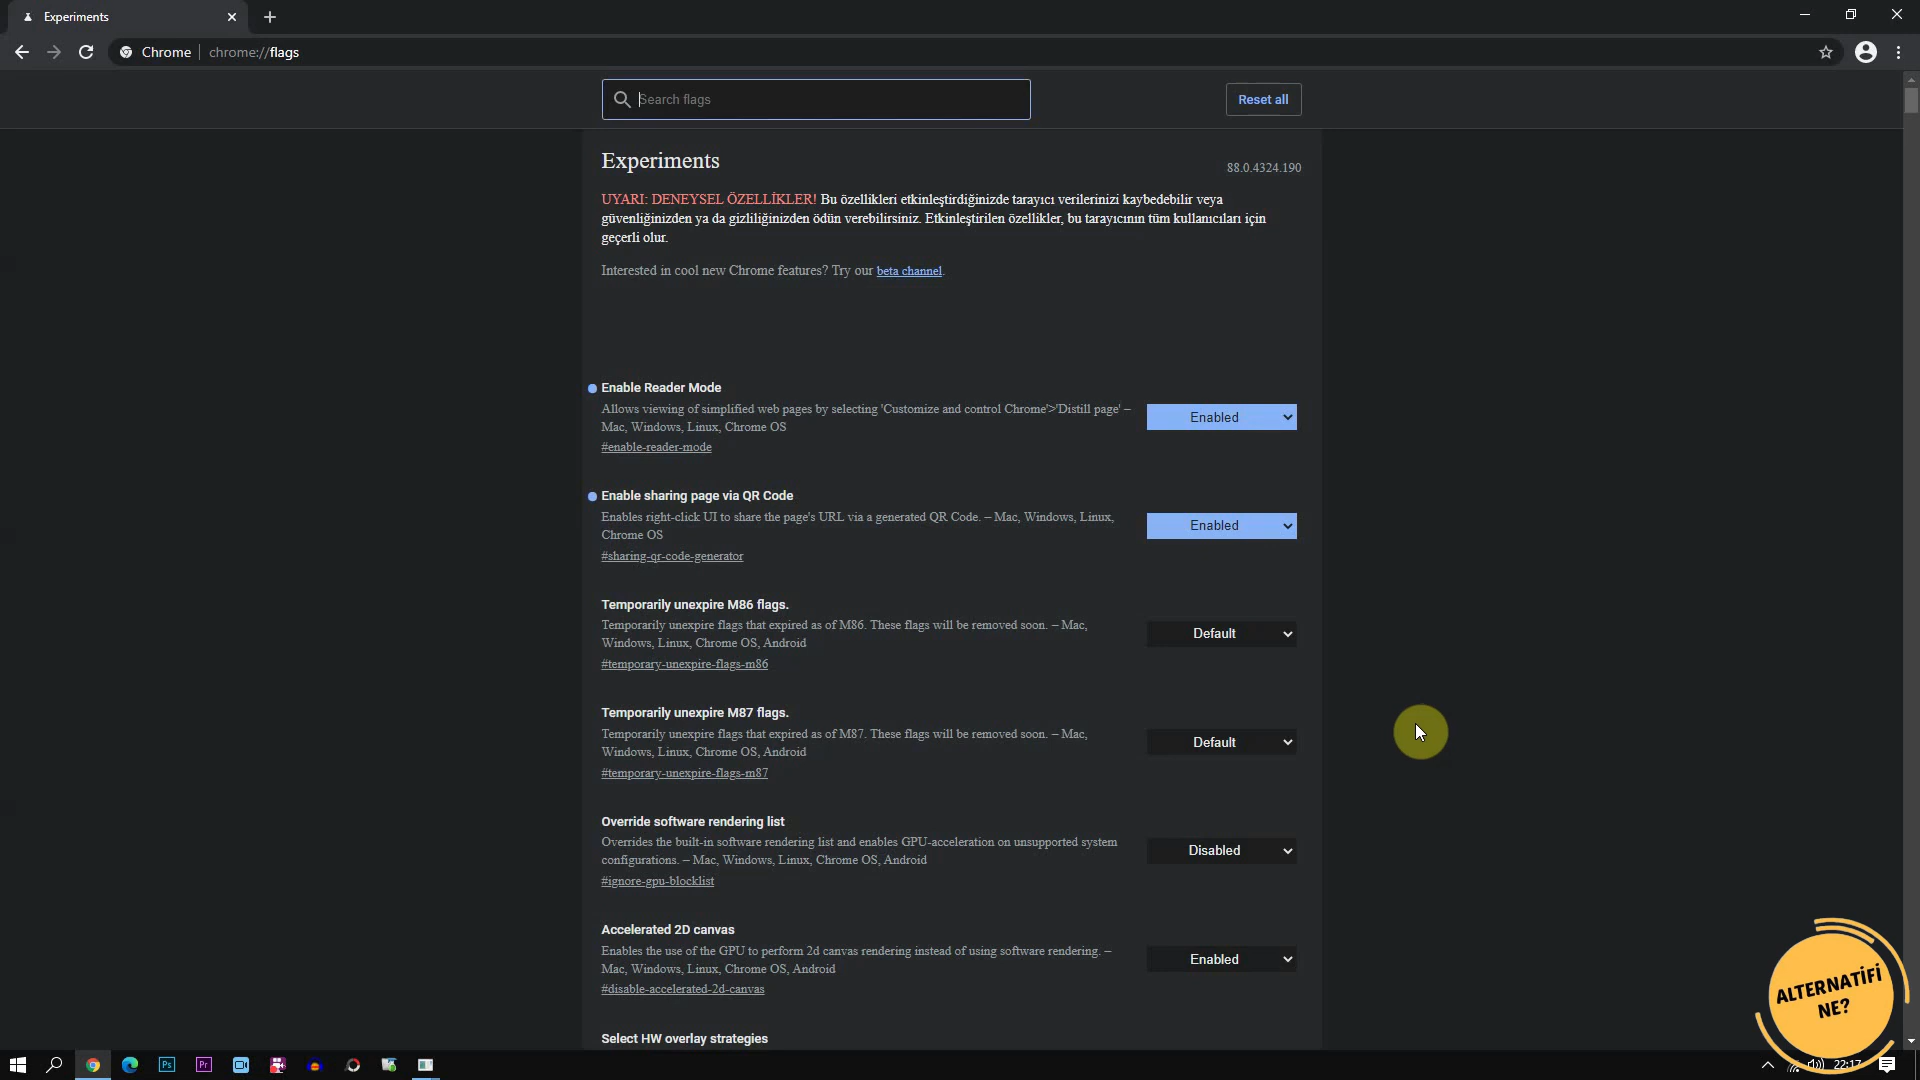 Experiments
Chrome
chrome://flags
Search flags
Reset all
Experiments
88.0.4324.190
UYARI: DENEYSEL ÖZELLİKLER! Bu özellikleri etkinleştirdiğinizde tarayıcı verilerinizi kaybedebilir veya
güvenliğinizden ya da gizliliğinizden ödün verebilirsiniz. Etkinleştirilen özellikler, bu tarayıcının tüm kullanıcıları için
geçerli olur.
Interested in cool new Chrome features? Try our beta channel.
Enable Reader Mode
Allows viewing of simplified web pages by selecting 'Customize and control Chrome'>'Distill page' –
Mac, Windows, Linux, Chrome OS
#enable-reader-mode
Enabled
Enable sharing page via QR Code
Enables right-click UI to share the page's URL via a generated QR Code. – Mac, Windows, Linux,
Chrome OS
#sharing-qr-code-generator
Enabled
Temporarily unexpire M86 flags.
Temporarily unexpire flags that expired as of M86. These flags will be removed soon. – Mac,
Windows, Linux, Chrome OS, Android
#temporary-unexpire-flags-m86
Default
Temporarily unexpire M87 flags.
Temporarily unexpire flags that expired as of M87. These flags will be removed soon. – Mac,
Windows, Linux, Chrome OS, Android
#temporary-unexpire-flags-m87
Default
Override software rendering list
Overrides the built-in software rendering list and enables GPU-acceleration on unsupported system
configurations. – Mac, Windows, Linux, Chrome OS, Android
#ignore-gpu-blocklist
Disabled
Accelerated 2D canvas
Enables the use of the GPU to perform 2d canvas rendering instead of using software rendering. –
Mac, Windows, Linux, Chrome OS, Android
#disable-accelerated-2d-canvas
Enabled
Select HW overlay strategies
ALTERNATİFİ
NE?
Ps
Pr
22:17